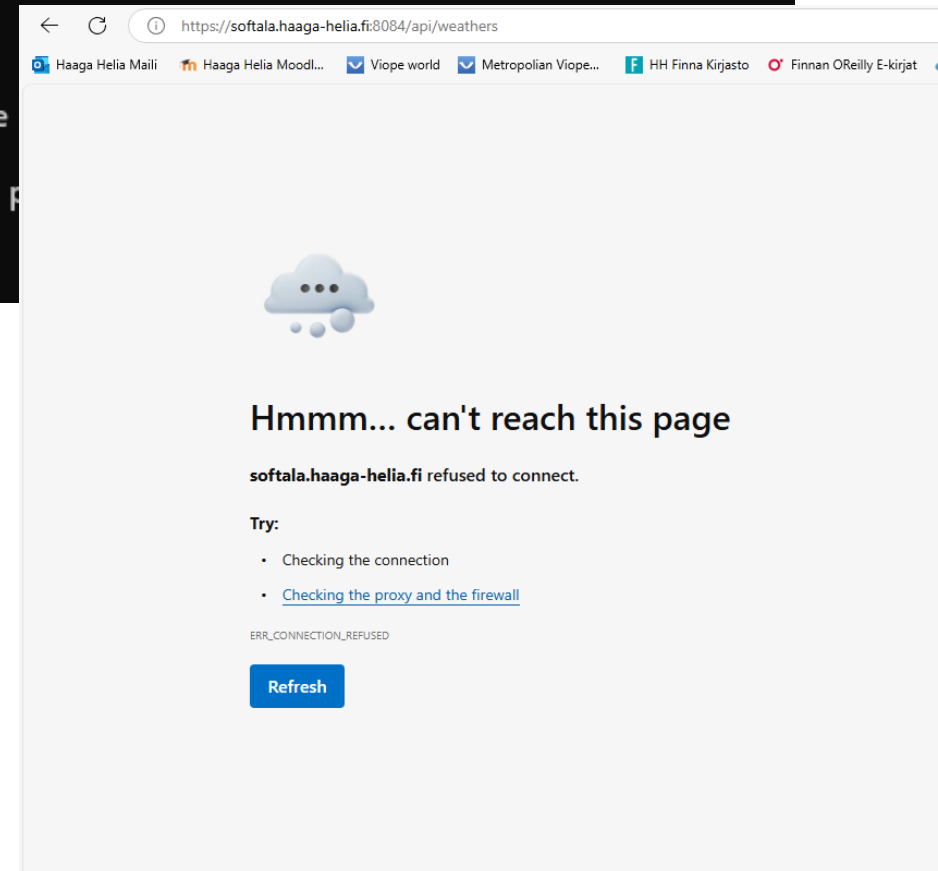 https://softala.haaga-helia.fi:8084/api/weathers
Haaga Helia Maili Haaga Helia Moodl... Viope world Metropolian Viope... HH Finna Kirjasto Finnan OReilly E-kirjat
e
p
Hmmm... can't reach this page
softala.haaga-helia.fi refused to connect.
Try:
• Checking the connection
• Checking the proxy and the firewall
ERR_CONNECTION_REFUSED
Refresh